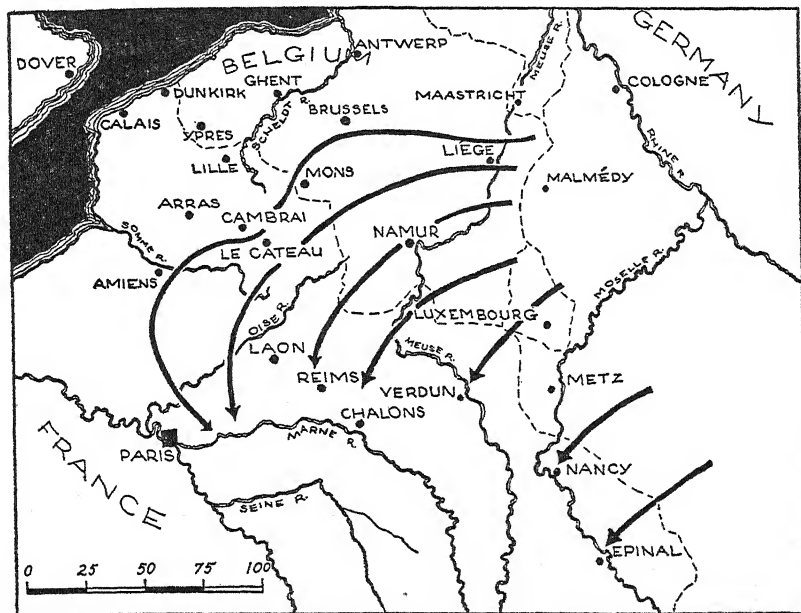 DOVER
BELGIUM
ANTWERP
GERMANY
MEUSE R.
DUNKIRK
GHENT
COLOGNE
MAASTRICHT
CALAIS
YPRES
SCHELDT R.
BRUSSELS
RHINE R.
LILLE
LIEGE
MONS
MALMÉDY
ARRAS
CAMBRAI
NAMUR
SOMME R.
LE CATEAU
AMIENS
MOSELLE R.
OISE R.
LUXEMBOURG
LAON
MEUSE R.
REIMS
VERDUN
METZ
CHALONS
FRANCE
PARIS
MARNE R.
NANCY
SEINE R.
EPINAL
0 25 50 75 100